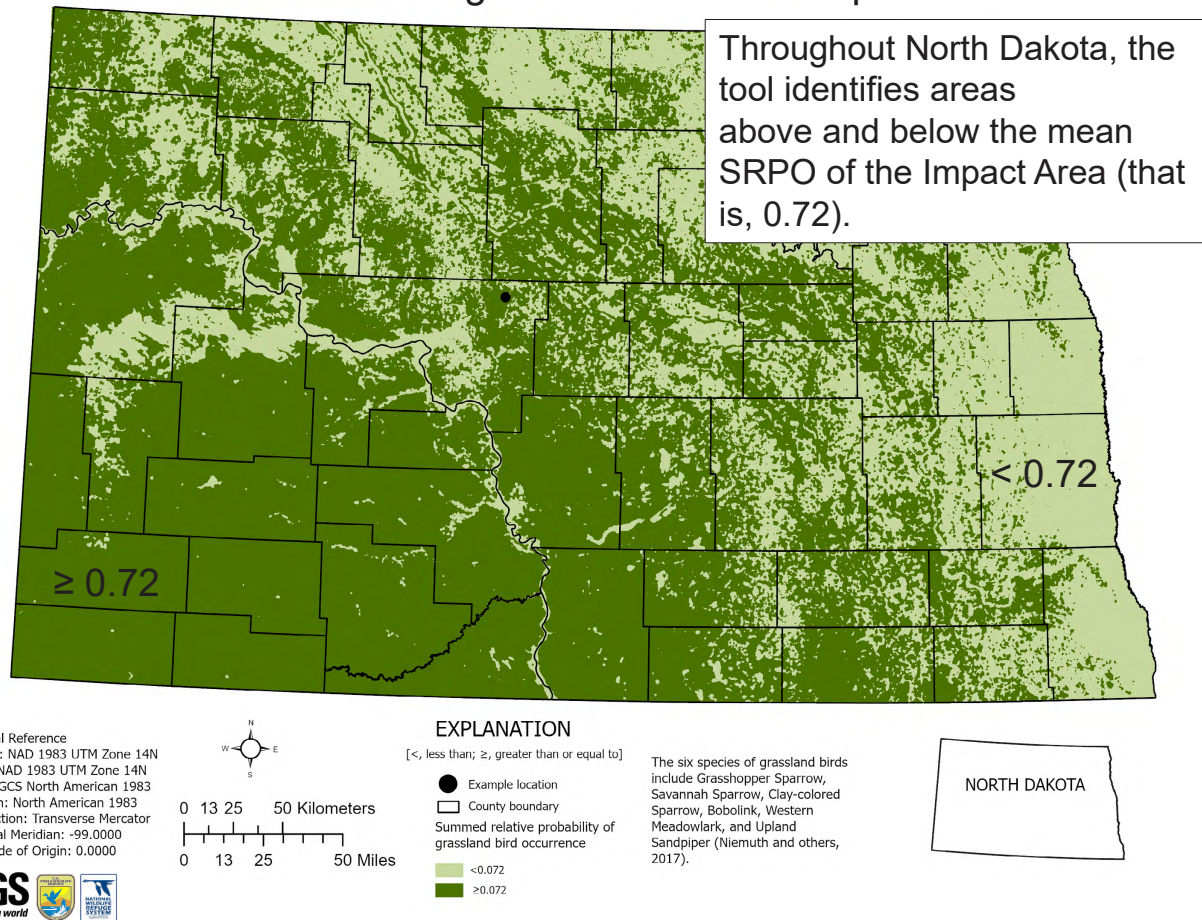 Throughout North Dakota, the
tool identifies areas
above and below the mean
SRPO of the Impact Area (that
is, 0.72).
< 0.72
≥ 0.72
l Reference
: NAD 1983 UTM Zone 14N
NAD 1983 UTM Zone 14N
GCS North American 1983
n: North American 1983
ction: Transverse Mercator
al Meridian: -99.0000
de of Origin: 0.0000
N
W E
S
0 13 25 50 Kilometers
0 13 25 50 Miles
EXPLANATION
[<, less than; ≥, greater than or equal to]
Example location
County boundary
Summed relative probability of
grassland bird occurrence
<0.072
≥0.072
The six species of grassland birds
include Grasshopper Sparrow,
Savannah Sparrow, Clay-colored
Sparrow, Bobolink, Western
Meadowlark, and Upland
Sandpiper (Niemuth and others,
2017).
NORTH DAKOTA
GS
world
NATIONAL
WILDLIFE
REFUGE
SYSTEM